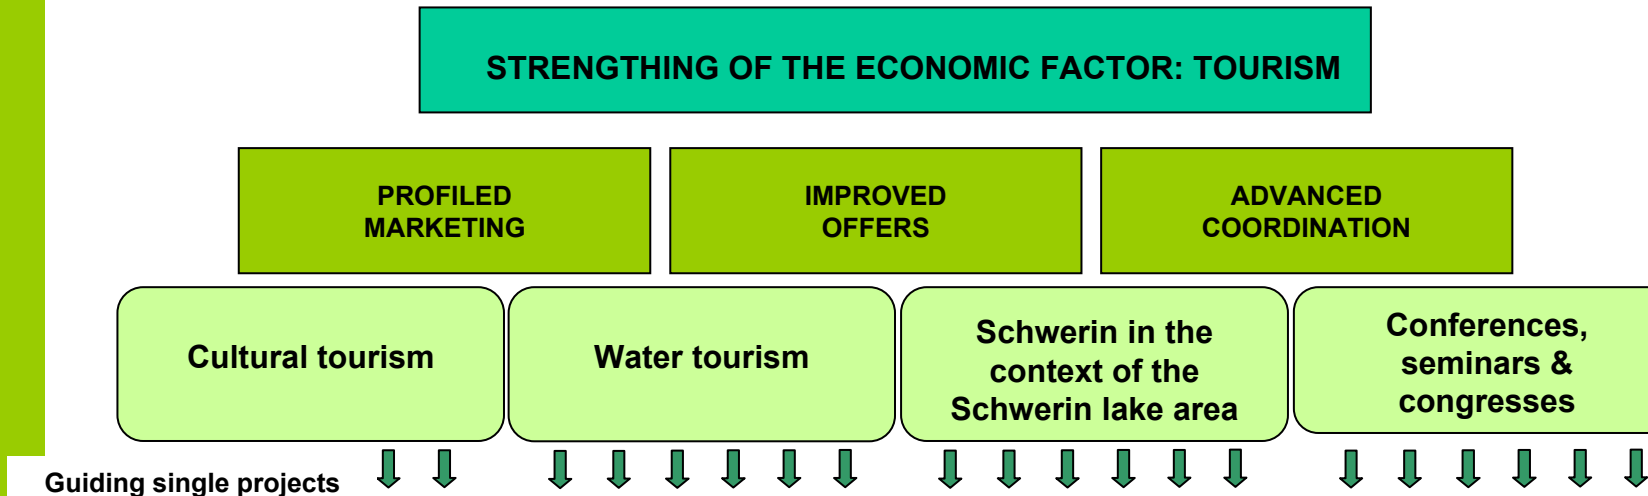 STRENGTHING OF THE ECONOMIC FACTOR: TOURISM
PROFILED
MARKETING
IMPROVED
OFFERS
ADVANCED
COORDINATION
Cultural tourism
Water tourism
Schwerin in the
context of the
Schwerin lake area
Conferences,
seminars &
congresses
Guiding single projects